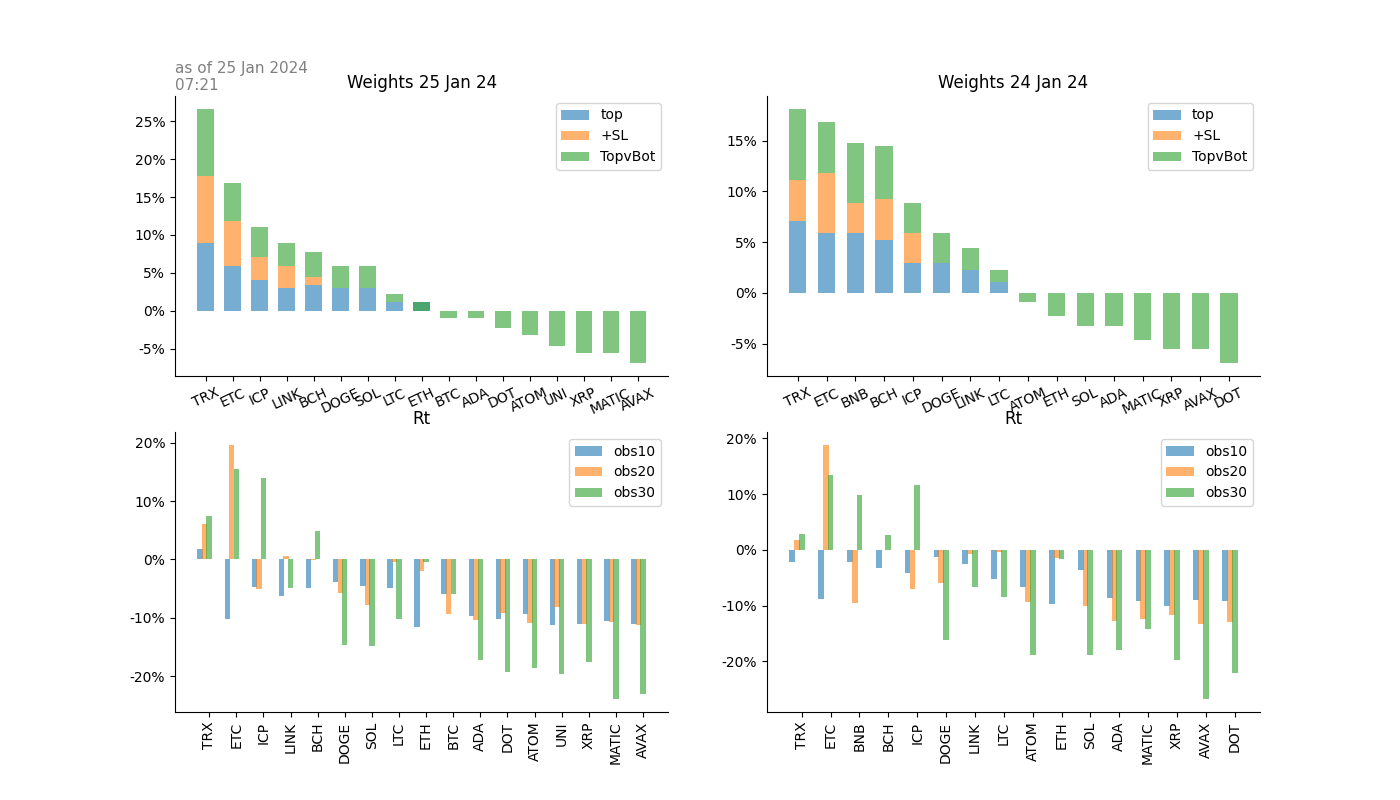 as of 25 Jan 2024
07:21
Weights 25 Jan 24
25%
20%
15%
10%
5%
0%
-5%
top
+SL
TopvBot
TRX ETC ICP LINK BCH DOGE SOL LTC ETH BTC ADA DOT ATOM UNI XRP MATIC AVAX
Weights 24 Jan 24
15%
10%
5%
0%
-5%
top
+SL
TopvBot
TRX ETC BNB BCH ICP DOGE LINK LTC ATOM ETH SOL ADA MATIC XRP AVAX DOT
Rt
20%
10%
0%
-10%
-20%
obs10
obs20
obs30
TRX ETC ICP LINK BCH DOGE SOL LTC ETH BTC ADA DOT ATOM UNI XRP MATIC AVAX
Rt
20%
10%
0%
-10%
-20%
obs10
obs20
obs30
TRX ETC BNB BCH ICP DOGE LINK LTC ATOM ETH SOL ADA MATIC XRP AVAX DOT